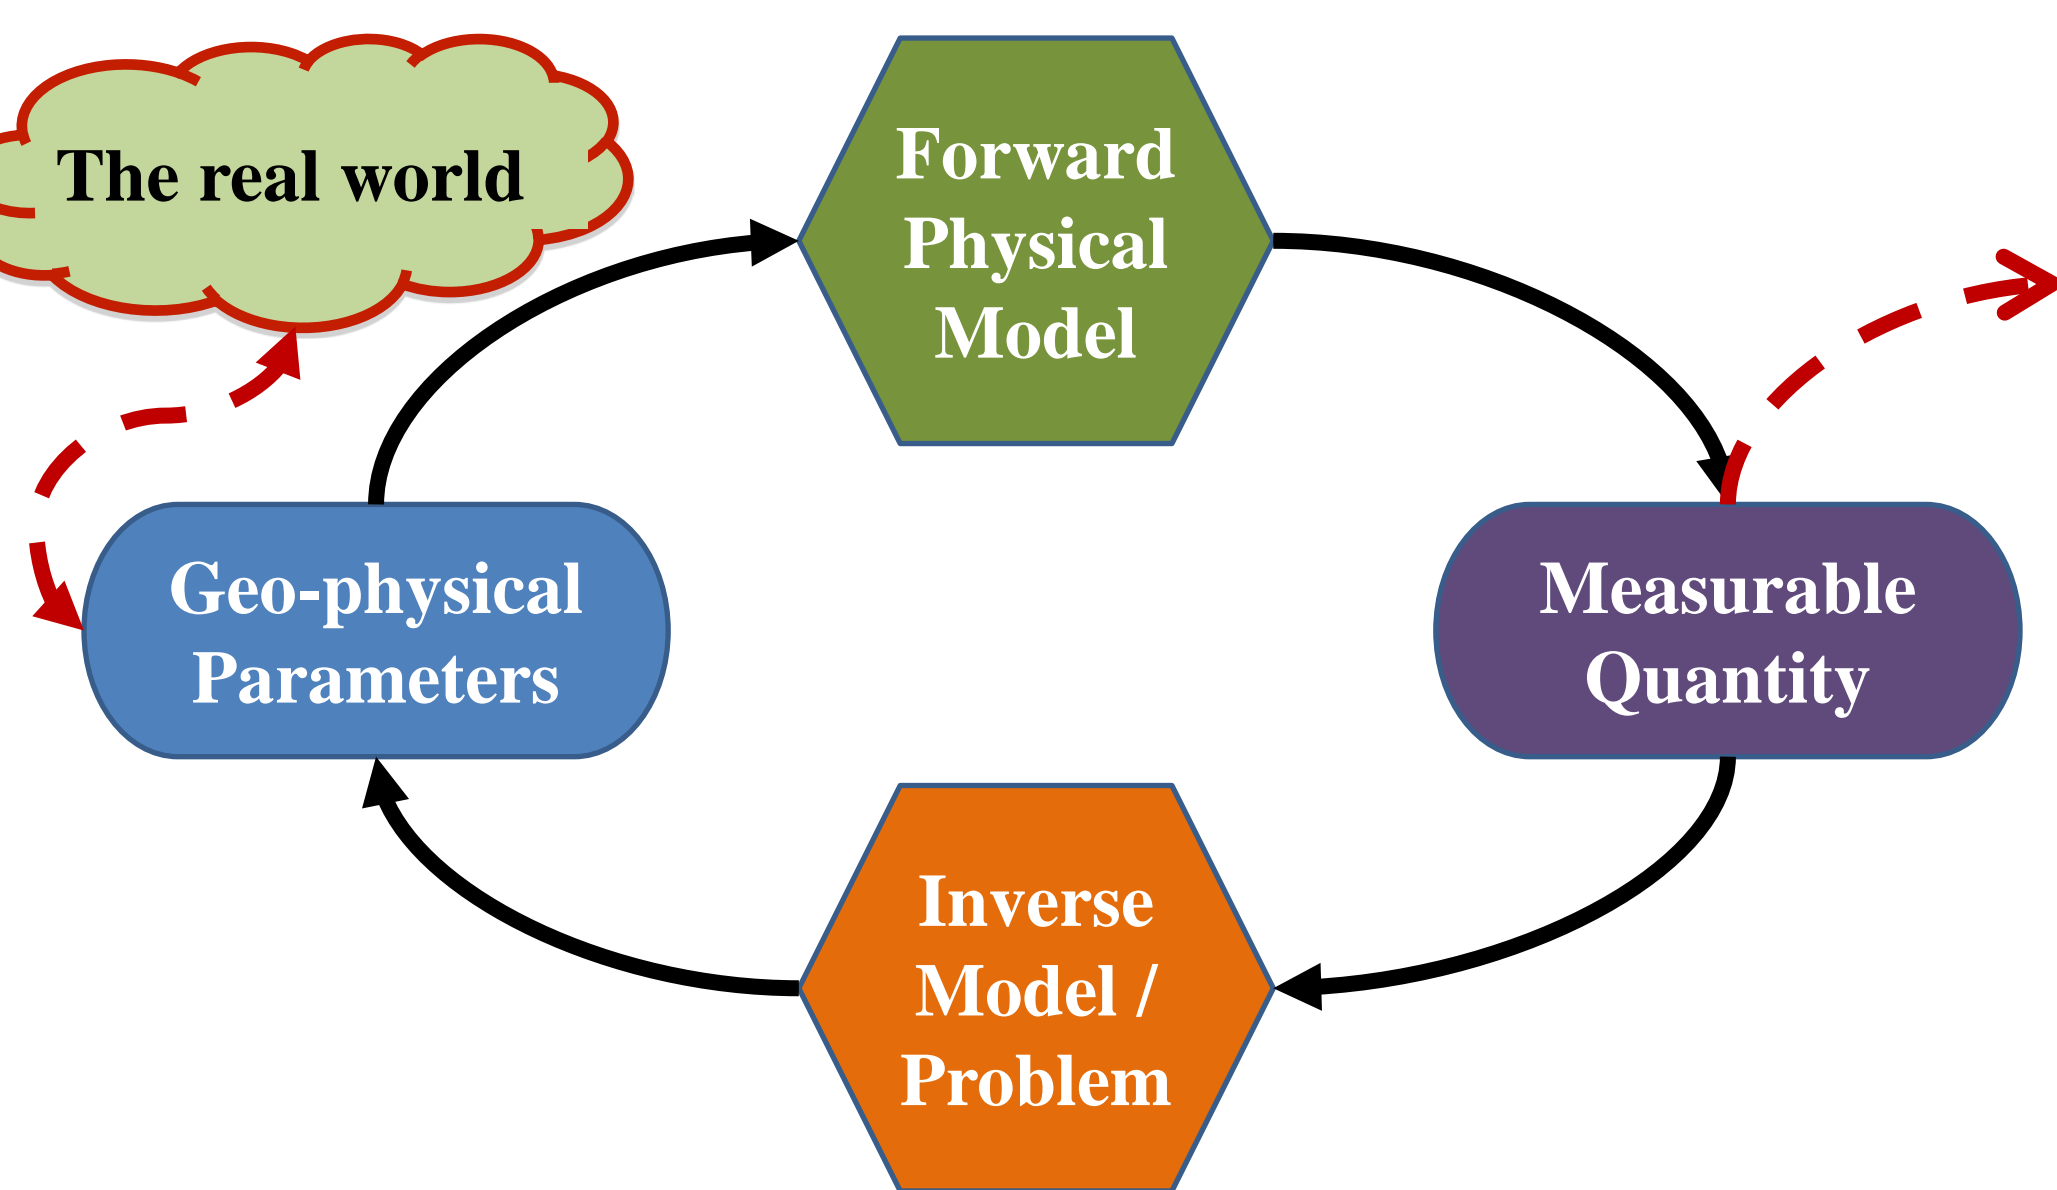 The real world
Forward
Physical
Model
Geo-physical
Parameters
Measurable
Quantity
Inverse
Model /
Problem